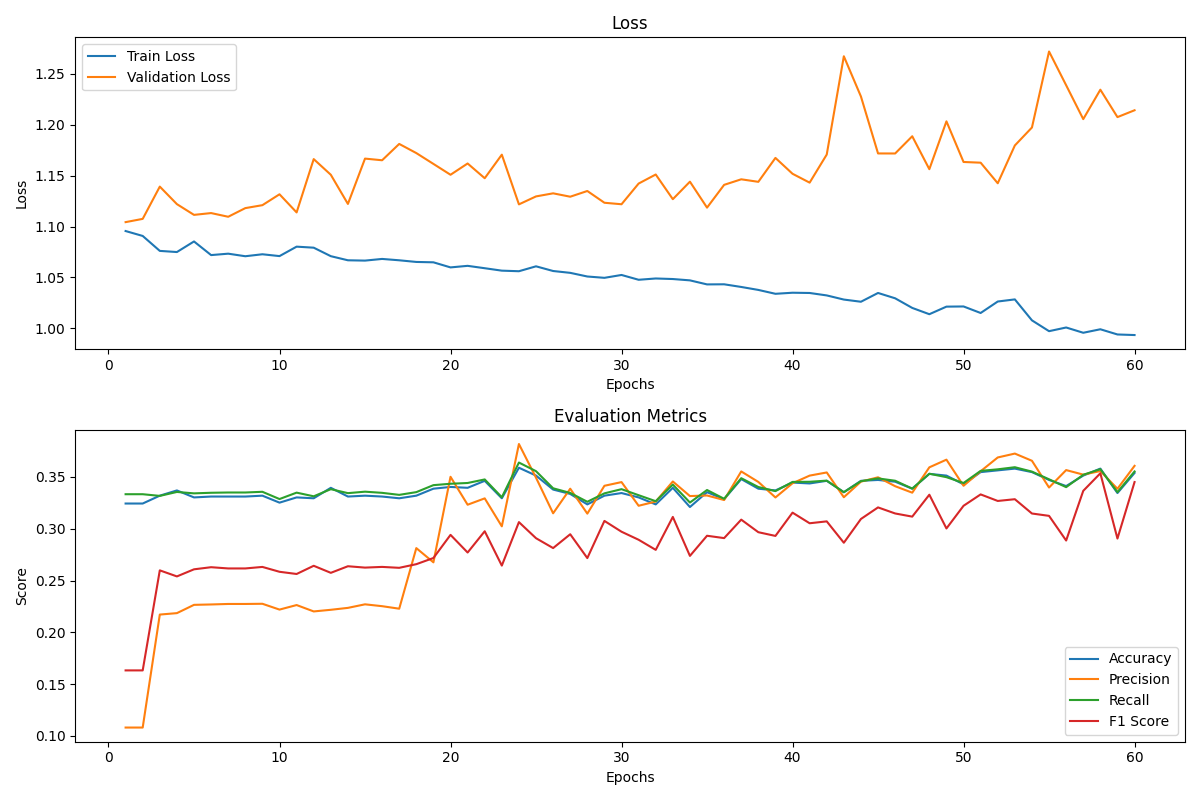 Loss
Train Loss
Validation Loss
1.25
1.20
1.15
1.10
1.05
1.00
Loss
0 10 20 30 40 50 60
Epochs
Evaluation Metrics
0.35
0.30
0.25
0.20
0.15
0.10
Score
Accuracy
Precision
Recall
F1 Score
0 10 20 30 40 50 60
Epochs